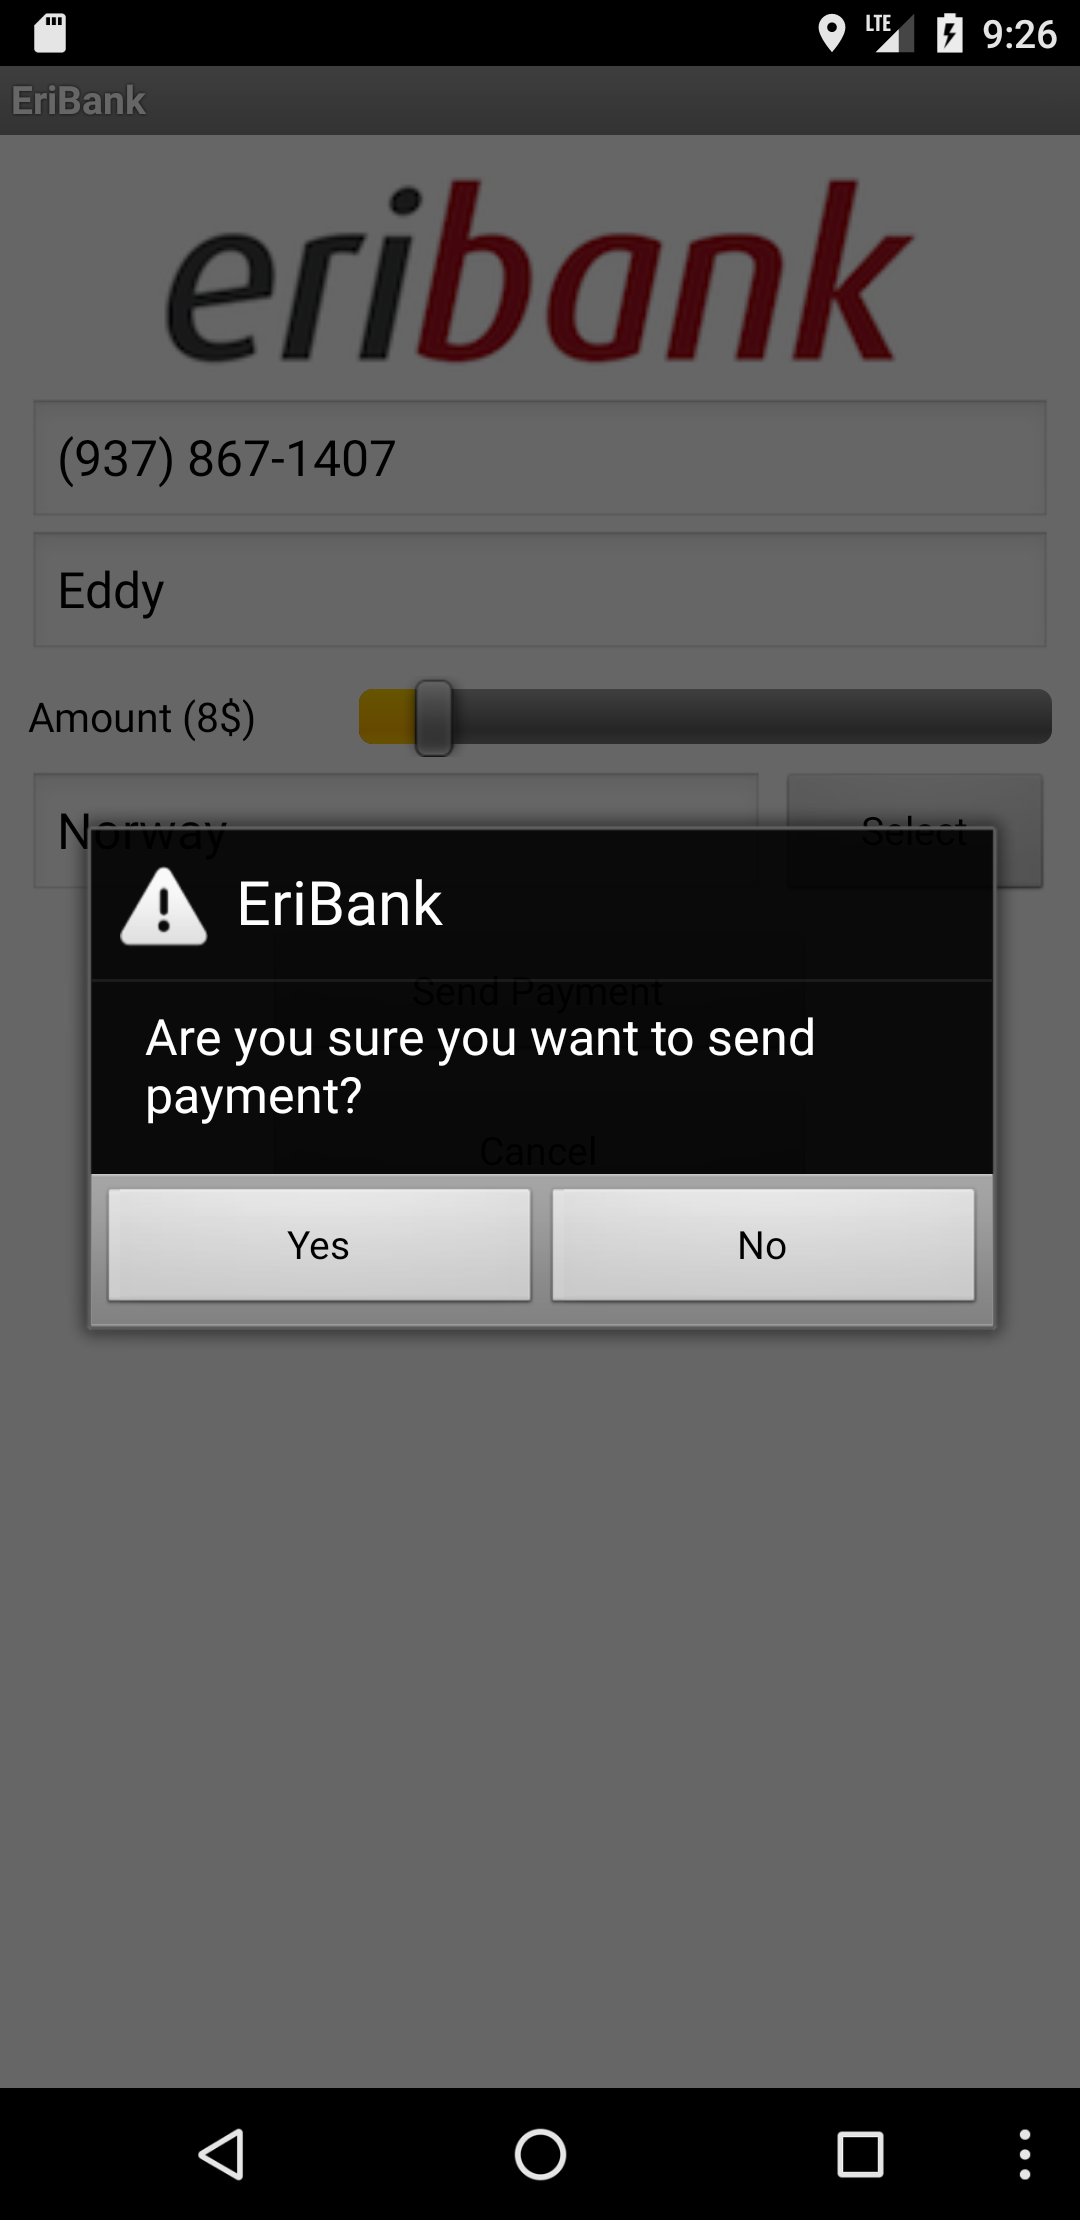 LTE 9:26
EriBank
eribank
(937) 867-1407
Eddy
Amount (8$)
Norway
Select
EriBank
Send Payment
Are you sure you want to send
payment?
Cancel
Yes No